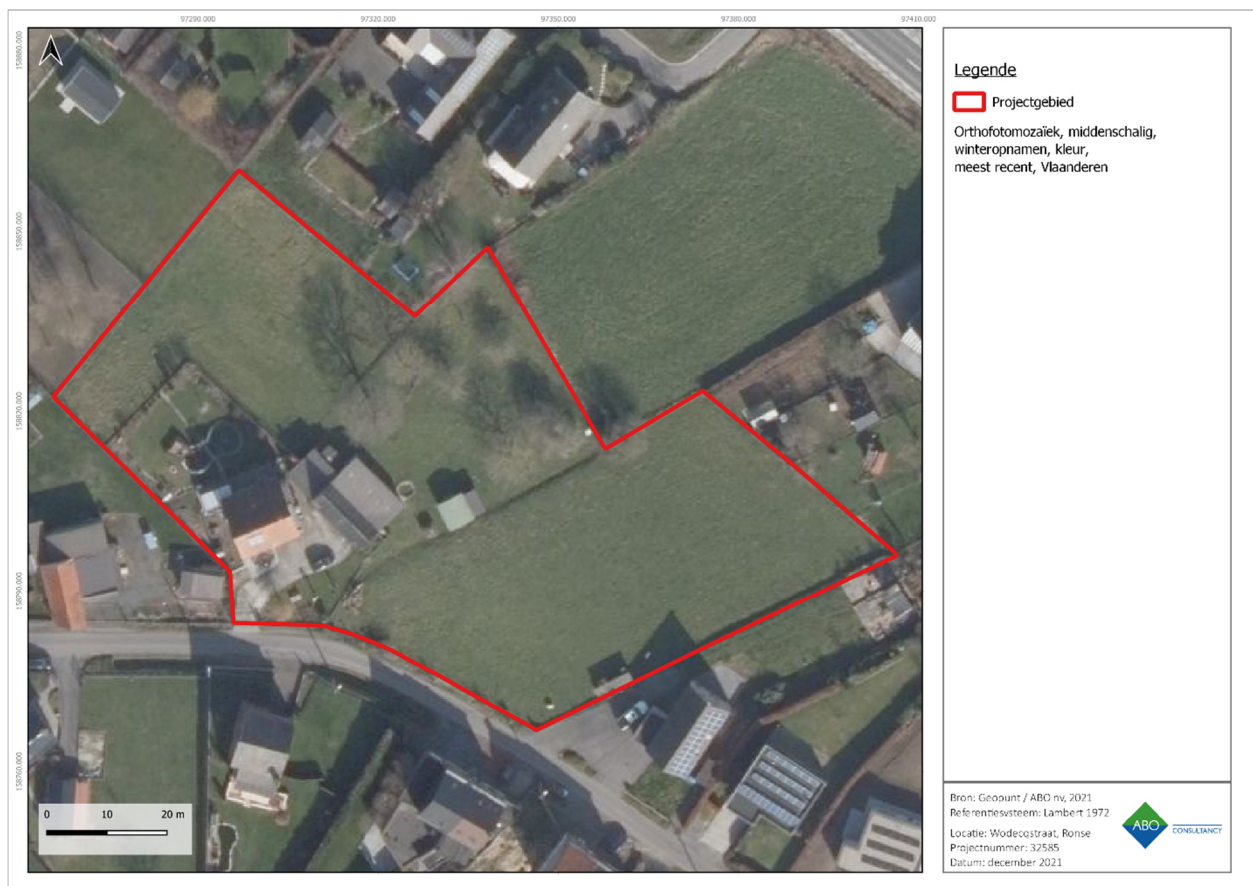 97290.000
97320.000
97350.000
97380.000
97410.000
158880.000
158850.000
158820.000
158790.000
158760.000
0 10 20 m
Legende
Projectgebied
Orthofotomozaïek, middenschalig,
winteropnamen, kleur,
meest recent, Vlaanderen
Bron: Geopunt / ABO nv, 2021
Referentiesysteem: Lambert 1972
Locatie: Wodecqstraat, Ronse
Projectnummer: 32585
Datum: december 2021
ABO
CONSULTANCY